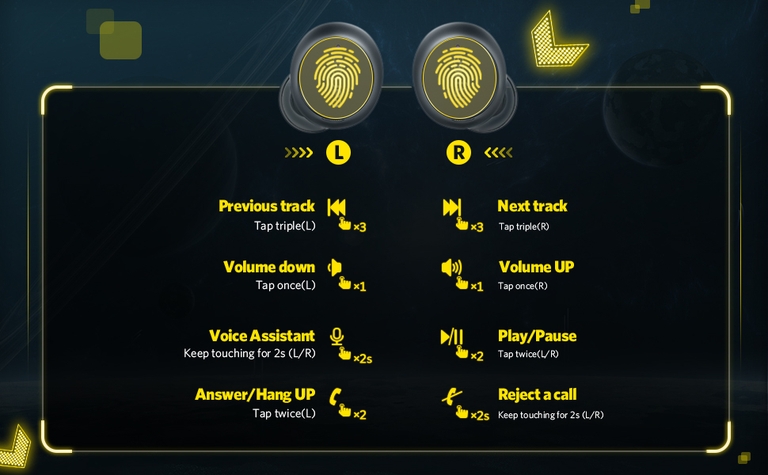 L
R
Previous track
Tap triple(L)
×3
Next track
Tap triple(R)
×3
Volume down
Tap once(L)
×1
Volume UP
Tap once(R)
×1
Voice Assistant
Keep touching for 2s (L/R)
×2s
Play/Pause
Tap twice(L/R)
×2
Answer/Hang UP
Tap twice(L)
×2
Reject a call
Keep touching for 2s (L/R)
×2s